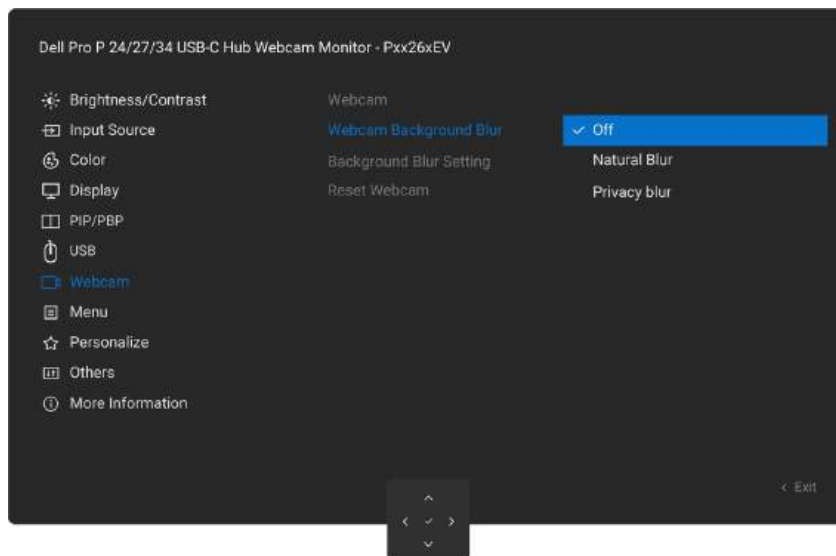 Dell Pro P 24/27/34 USB-C Hub Webcam Monitor - Pxx26xEV
Brightness/Contrast
Input Source
Color
Display
PIP/PBP
USB
Webcam
Menu
Personalize
Others
More Information
Webcam
Webcam Background Blur
Background Blur Setting
Reset Webcam
Off
Natural Blur
Privacy blur
Exit